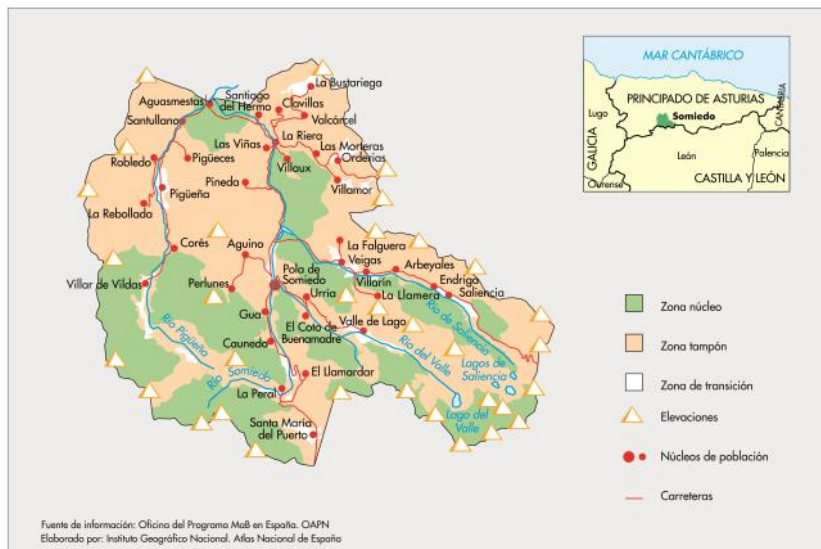 La Bustariega
Santiago
del Hermo
Clavillas
Aguasmestas
Valcárcel
Santullano
La Riera
Las Viñas
Las Morteras
Orderias
Robledo
Pigüeces
Villaux
Pineda
Villamor
Pigüeña
La Rebollada
Corés
Aguino
La Falguera
Veigas
Arbeyales
Villar de Vildas
Perlunes
Pola de
Somiedo
Villarín
Endriga
Urria
La Llamera
Saliencia
Gua
El Coto de
Buenamadre
Valle de Lago
Río de Saliencia
Río Pigüeña
Cauneda
Río del Valle
Lagos de
Saliencia
Río Somiedo
El Llamardar
La Peral
Lago del
Valle
Santa María
del Puerto
MAR CANTÁBRICO
PRINCIPADO DE ASTURIAS
CANTABRIA
Lugo
Somiedo
GALICIA
León
Palencia
Ourense
CASTILLA Y LEÓN
Zona núcleo
Zona tampón
Zona de transición
Elevaciones
Núcleos de población
Carreteras
Fuente de información: Oficina del Programa MaB en España. OAPN
Elaborado por: Instituto Geográfico Nacional. Atlas Nacional de España